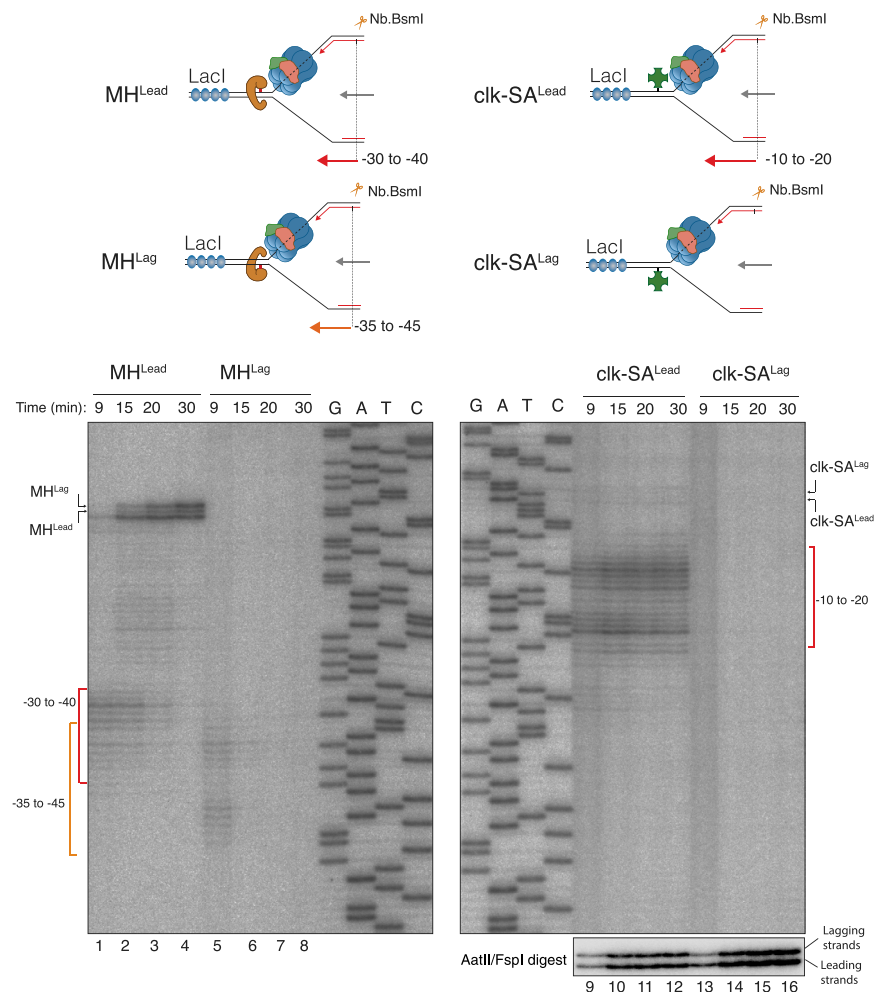 Nb.BsmI
LacI
MHLead
-30 to -40
Nb.BsmI
LacI
clk-SALead
-10 to -20
Nb.BsmI
LacI
MHLag
-35 to -45
Nb.BsmI
LacI
clk-SALag
MHLead MHLag
Time (min): 9 15 20 30 9 15 20 30 G A T C
clk-SALead clk-SALag
G A T C 9 15 20 30 9 15 20 30
MHLag
MHLead
-30 to -40
-35 to -45
clk-SALag
clk-SALead
-10 to -20
1 2 3 4 5 6 7 8
AatII/FspI digest
Lagging
strands
Leading
strands
9 10 11 12 13 14 15 16